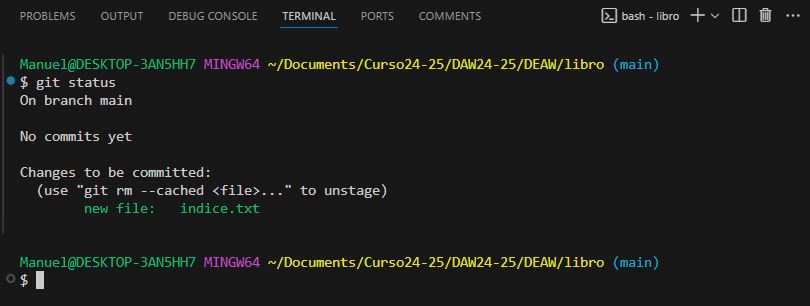 PROBLEMS OUTPUT DEBUG CONSOLE TERMINAL PORTS COMMENTS bash - libro
Manuel@DESKTOP-3AN5HH7 MINGW64 ~/Documents/Curso24-25/DAW24-25/DEAW/libro (main)
$ git status
On branch main
No commits yet
Changes to be committed:
(use "git rm --cached <file>..." to unstage)
new file: indice.txt
Manuel@DESKTOP-3AN5HH7 MINGW64 ~/Documents/Curso24-25/DAW24-25/DEAW/libro (main)
$